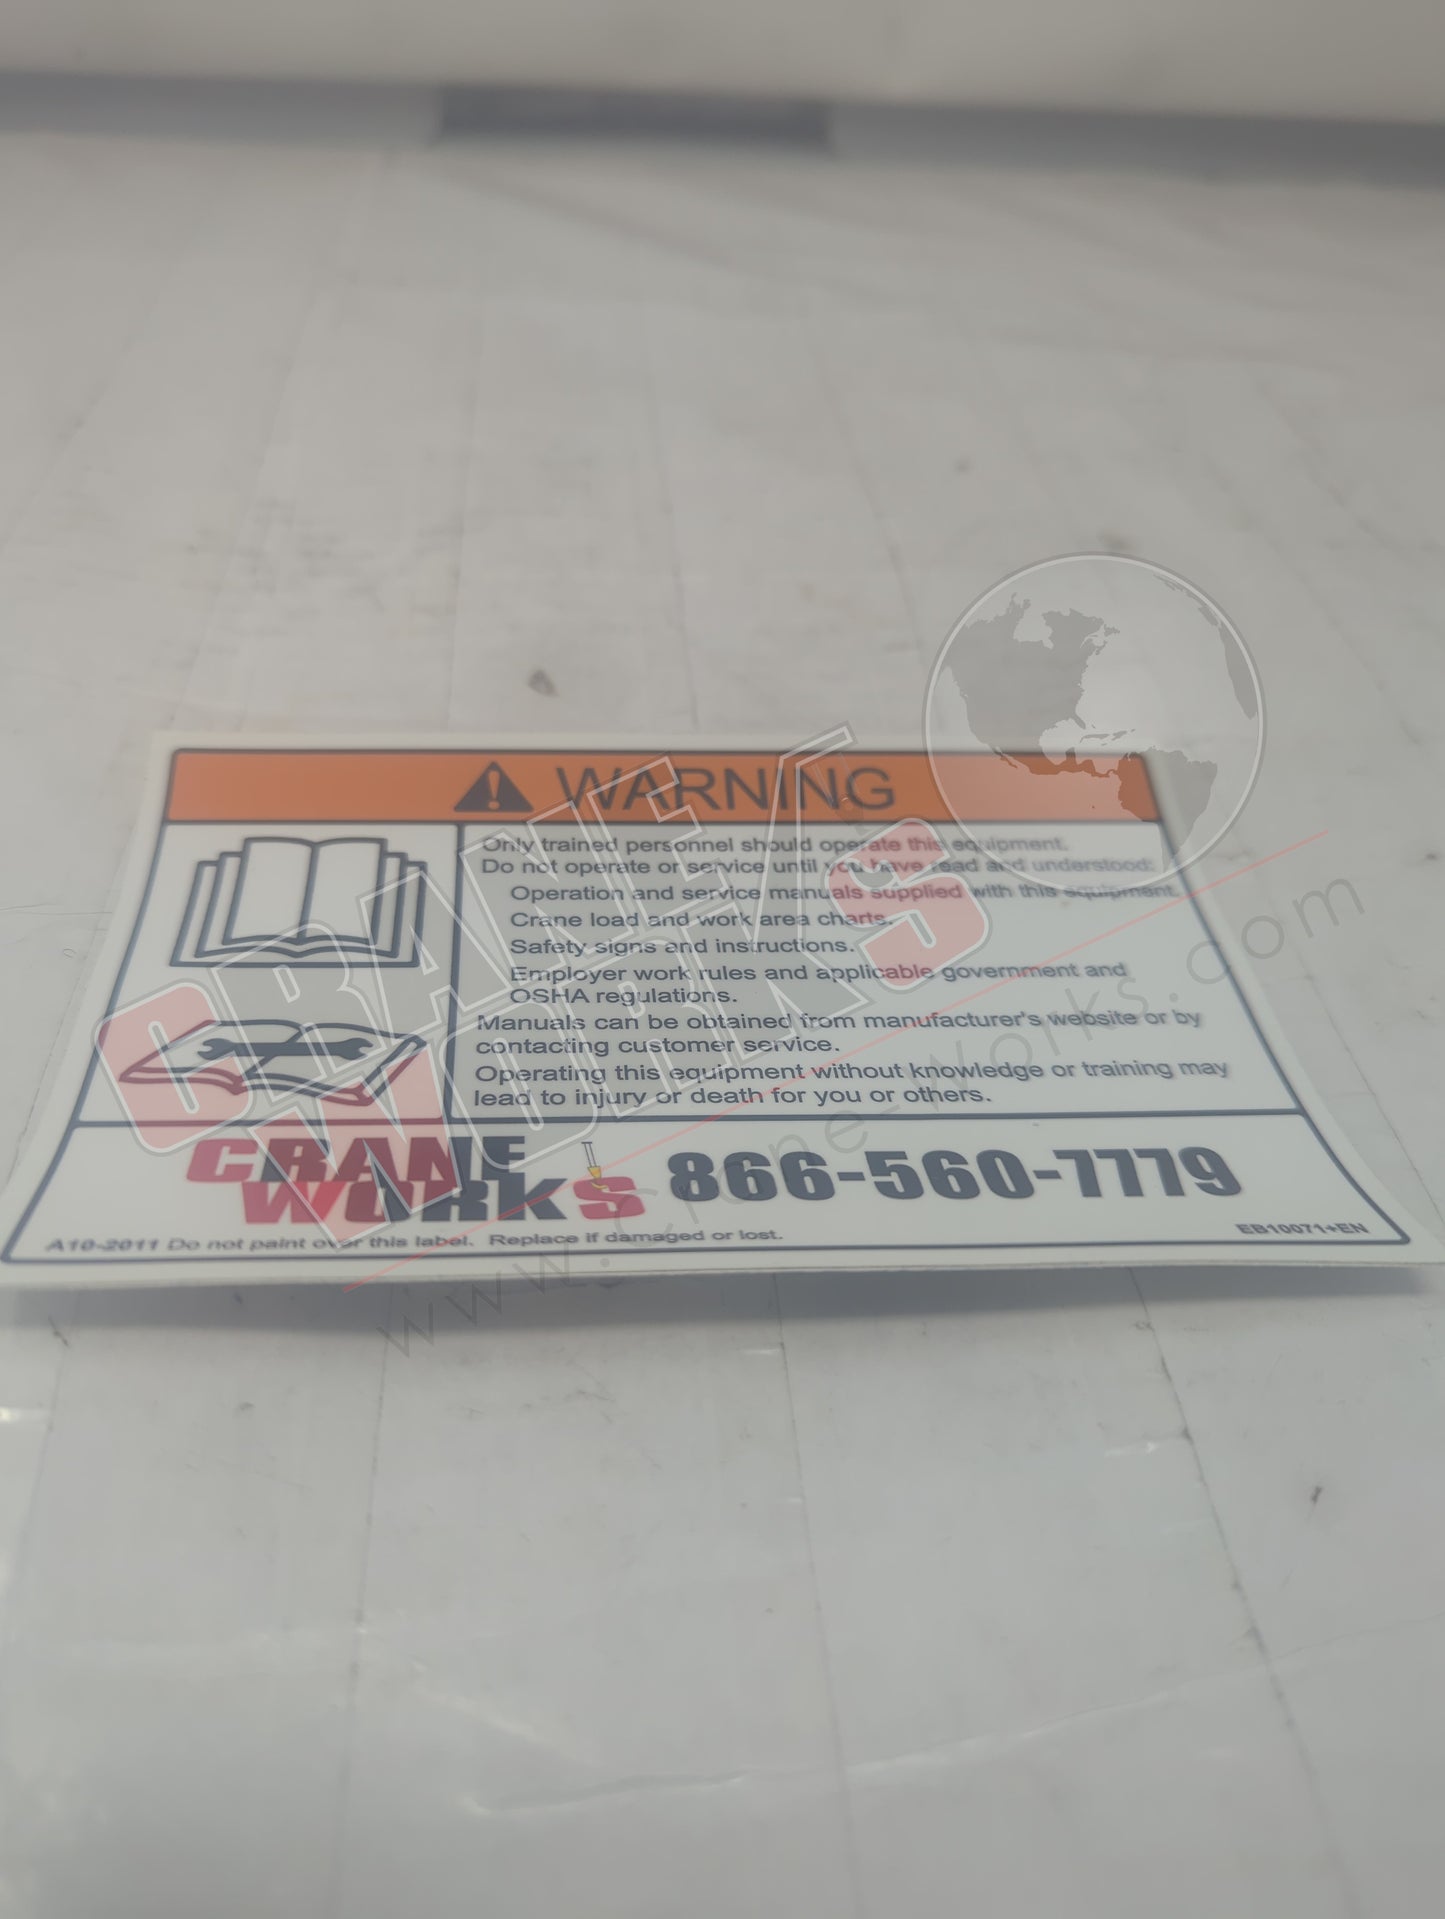 WARNING
Only trained personnel should operate this equipment.
Do not operate or service until you have read and understood:
Operation and service manuals supplied with this equipment.
Crane load and work area charts.
Safety signs and instructions.
Employer work rules and applicable government and
OSHA regulations.
Manuals can be obtained from manufacturer's website or by
contacting customer service.
Operating this equipment without knowledge or training may
lead to injury or death for you or others.
CRANE
WORKS
866-560-7779
A10-2011 Do not paint over this label. Replace if damaged or lost.
EB10071+EN
CRANE
WORKS
www.crane-works.com